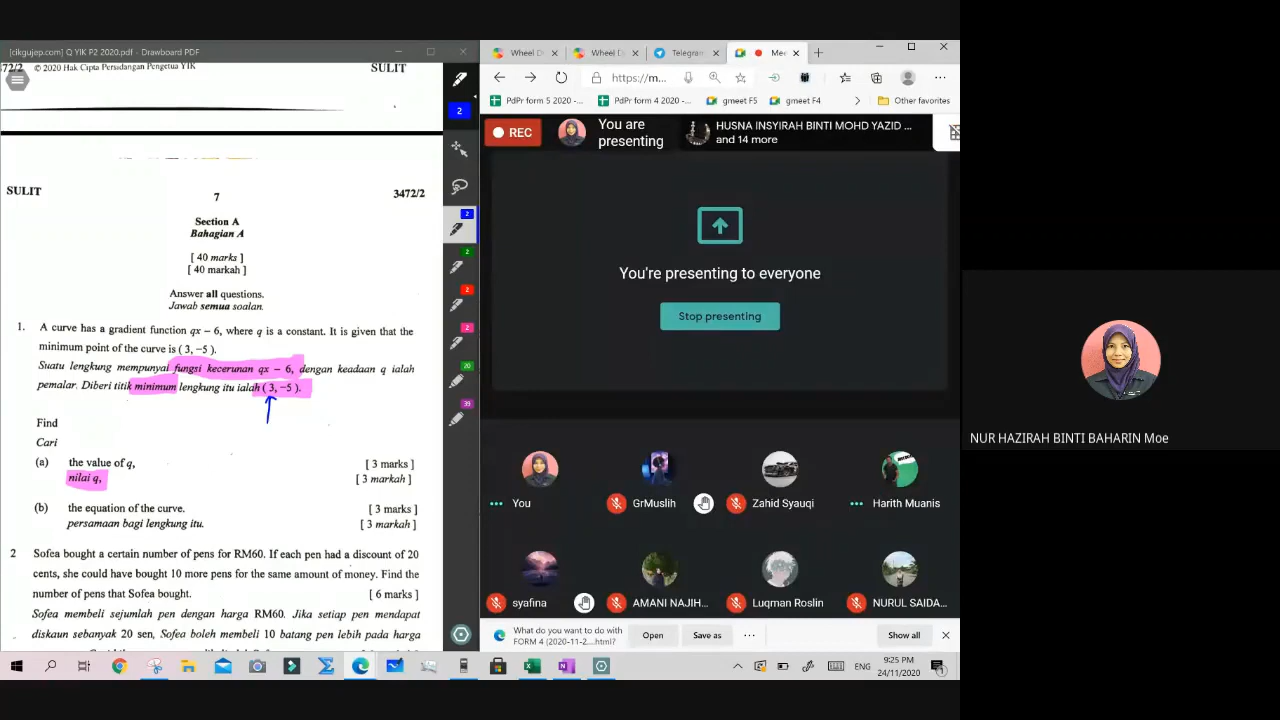 [cikgujep.com] Q YIK P2 2020.pdf - Drawboard PDF
72/2 © 2020 Hak Cipta Persidangan Pengetua YIK SULIT
SULIT 7 3472/2
Section A
Bahagian A
[ 40 marks ]
[ 40 markah ]
Answer all questions.
Jawab semua soalan.
1. A curve has a gradient function qx – 6, where q is a constant. It is given that the
minimum point of the curve is ( 3, –5 ).
Suatu lengkung mempunyai fungsi kecerunan qx – 6, dengan keadaan q ialah
pemalar. Diberi titik minimum lengkung itu ialah ( 3, –5 ).
Find
Cari
(a) the value of q, [ 3 marks ]
nilai q, [ 3 markah ]
(b) the equation of the curve. [ 3 marks ]
persamaan bagi lengkung itu. [ 3 markah ]
2 Sofea bought a certain number of pens for RM60. If each pen had a discount of 20
cents, she could have bought 10 more pens for the same amount of money. Find the
number of pens that Sofea bought. [ 6 marks ]
Sofea membeli sejumlah pen dengan harga RM60. Jika setiap pen mendapat
diskaun sebanyak 20 sen, Sofea boleh membeli 10 batang pen lebih pada harga
2
2
2
2
2
20
39
Wheel D
Wheel D
Telegram
Mee
https://m...
PdPr form 5 2020 -...
PdPr form 4 2020 -...
gmeet F5
gmeet F4
Other favorites
REC
You are
presenting
HUSNA INSYIRAH BINTI MOHD YAZID ...
and 14 more
You're presenting to everyone
Stop presenting
You
GrMuslih
Zahid Syauqi
Harith Muanis
syafina
AMANI NAJIH...
Luqman Roslin
NURUL SAIDA...
What do you want to do with
FORM 4 (2020-11-2....html?
Open
Save as
Show all
ENG
9:25 PM
24/11/2020
NUR HAZIRAH BINTI BAHARIN Moe